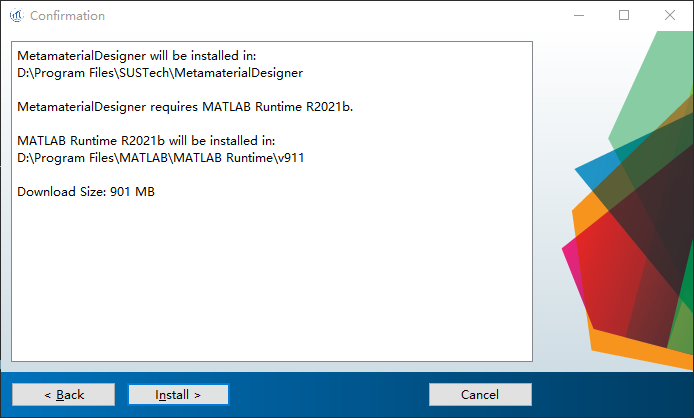 Confirmation
MetamaterialDesigner will be installed in:
D:\Program Files\SUSTech\MetamaterialDesigner
MetamaterialDesigner requires MATLAB Runtime R2021b.
MATLAB Runtime R2021b will be installed in:
D:\Program Files\MATLAB\MATLAB Runtime\v911
Download Size: 901 MB
< Back
Install >
Cancel